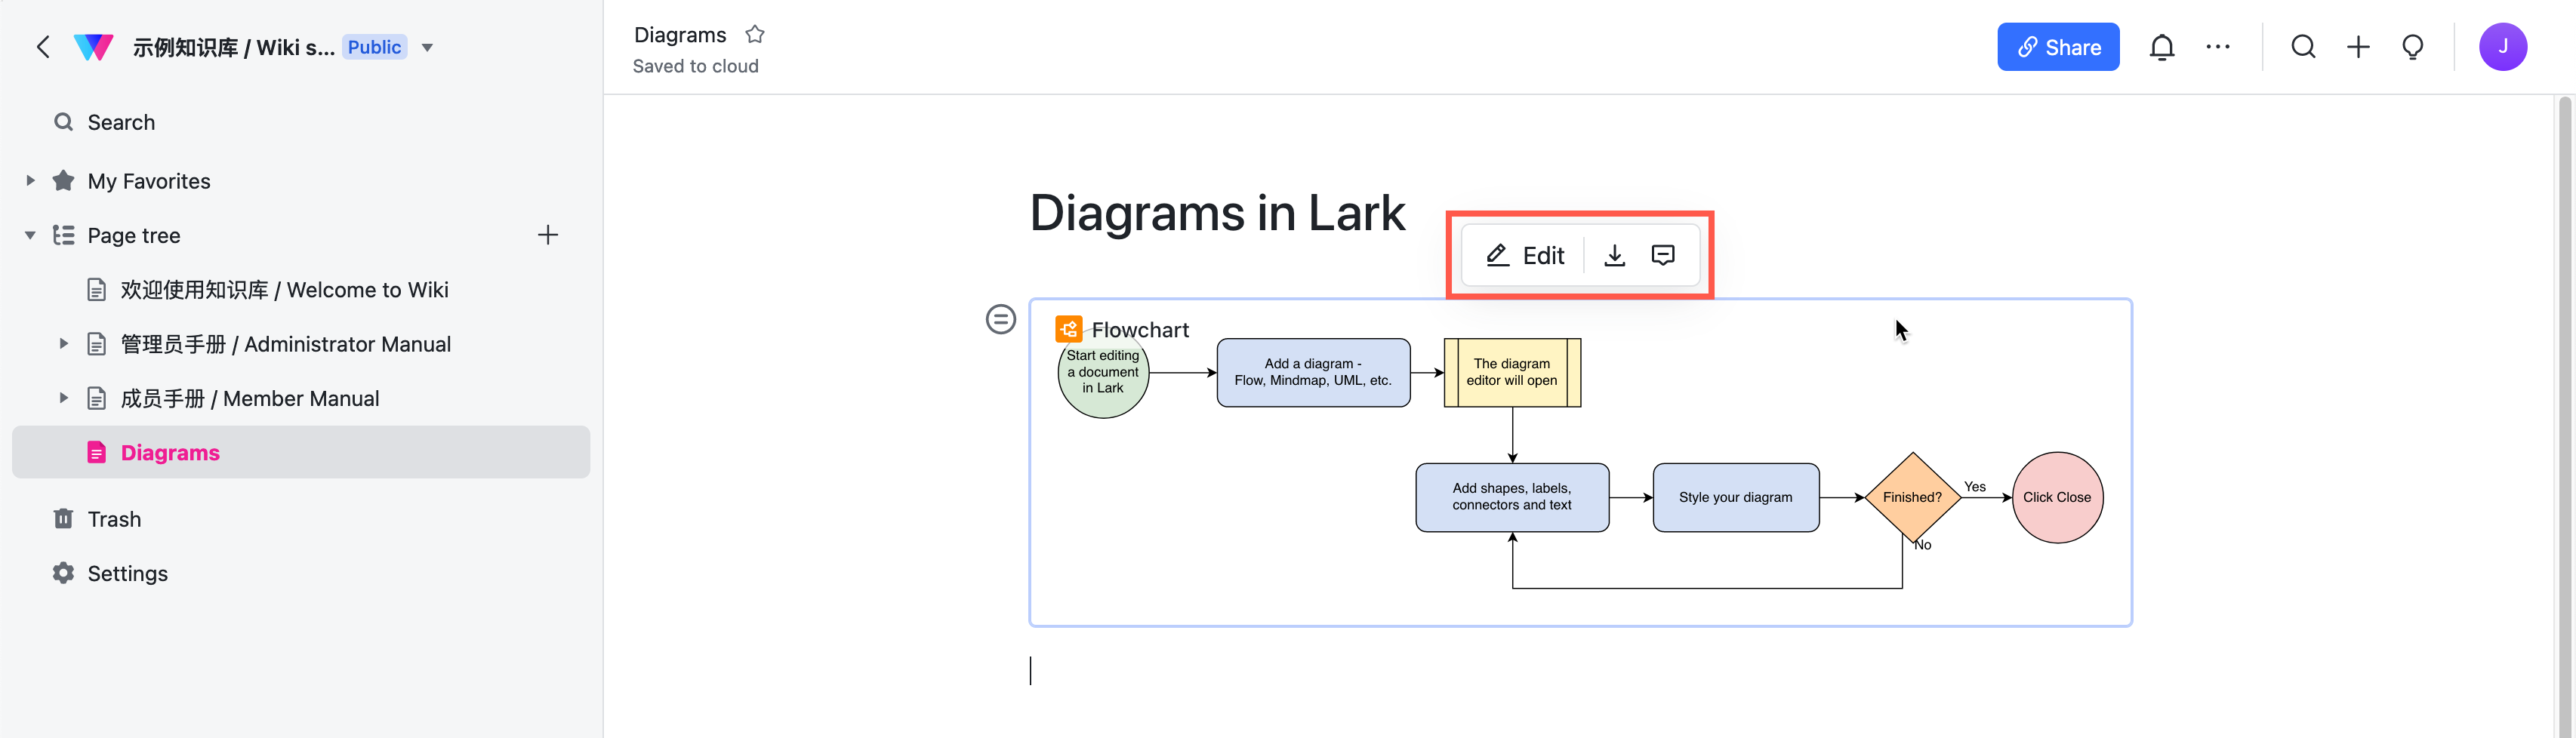 示例知识库 / Wiki s... Public
Search
My Favorites
Page tree
欢迎使用知识库 / Welcome to Wiki
管理员手册 / Administrator Manual
成员手册 / Member Manual
Diagrams
Trash
Settings
Diagrams
Saved to cloud
Share
J
Diagrams in Lark
Edit
Flowchart
Start editing
a document
in Lark
Add a diagram -
Flow, Mindmap, UML, etc.
The diagram
editor will open
Add shapes, labels,
connectors and text
Style your diagram
Finished?
Yes
No
Click Close